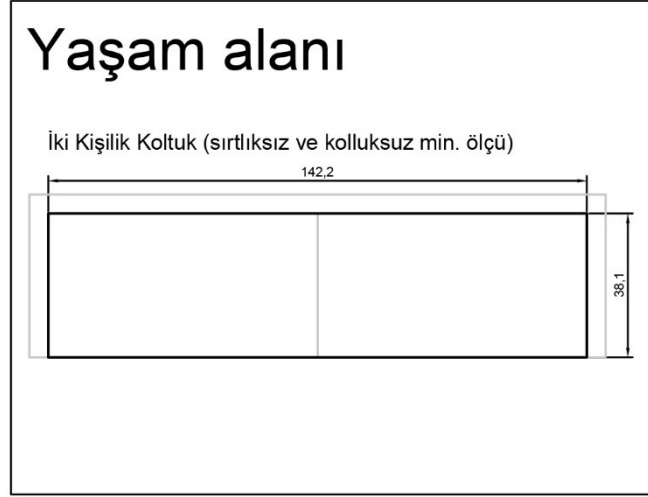 Yaşam alanı
İki Kişilik Koltuk (sırtlıksız ve kolluksuz min. ölçü)
142,2
38,1